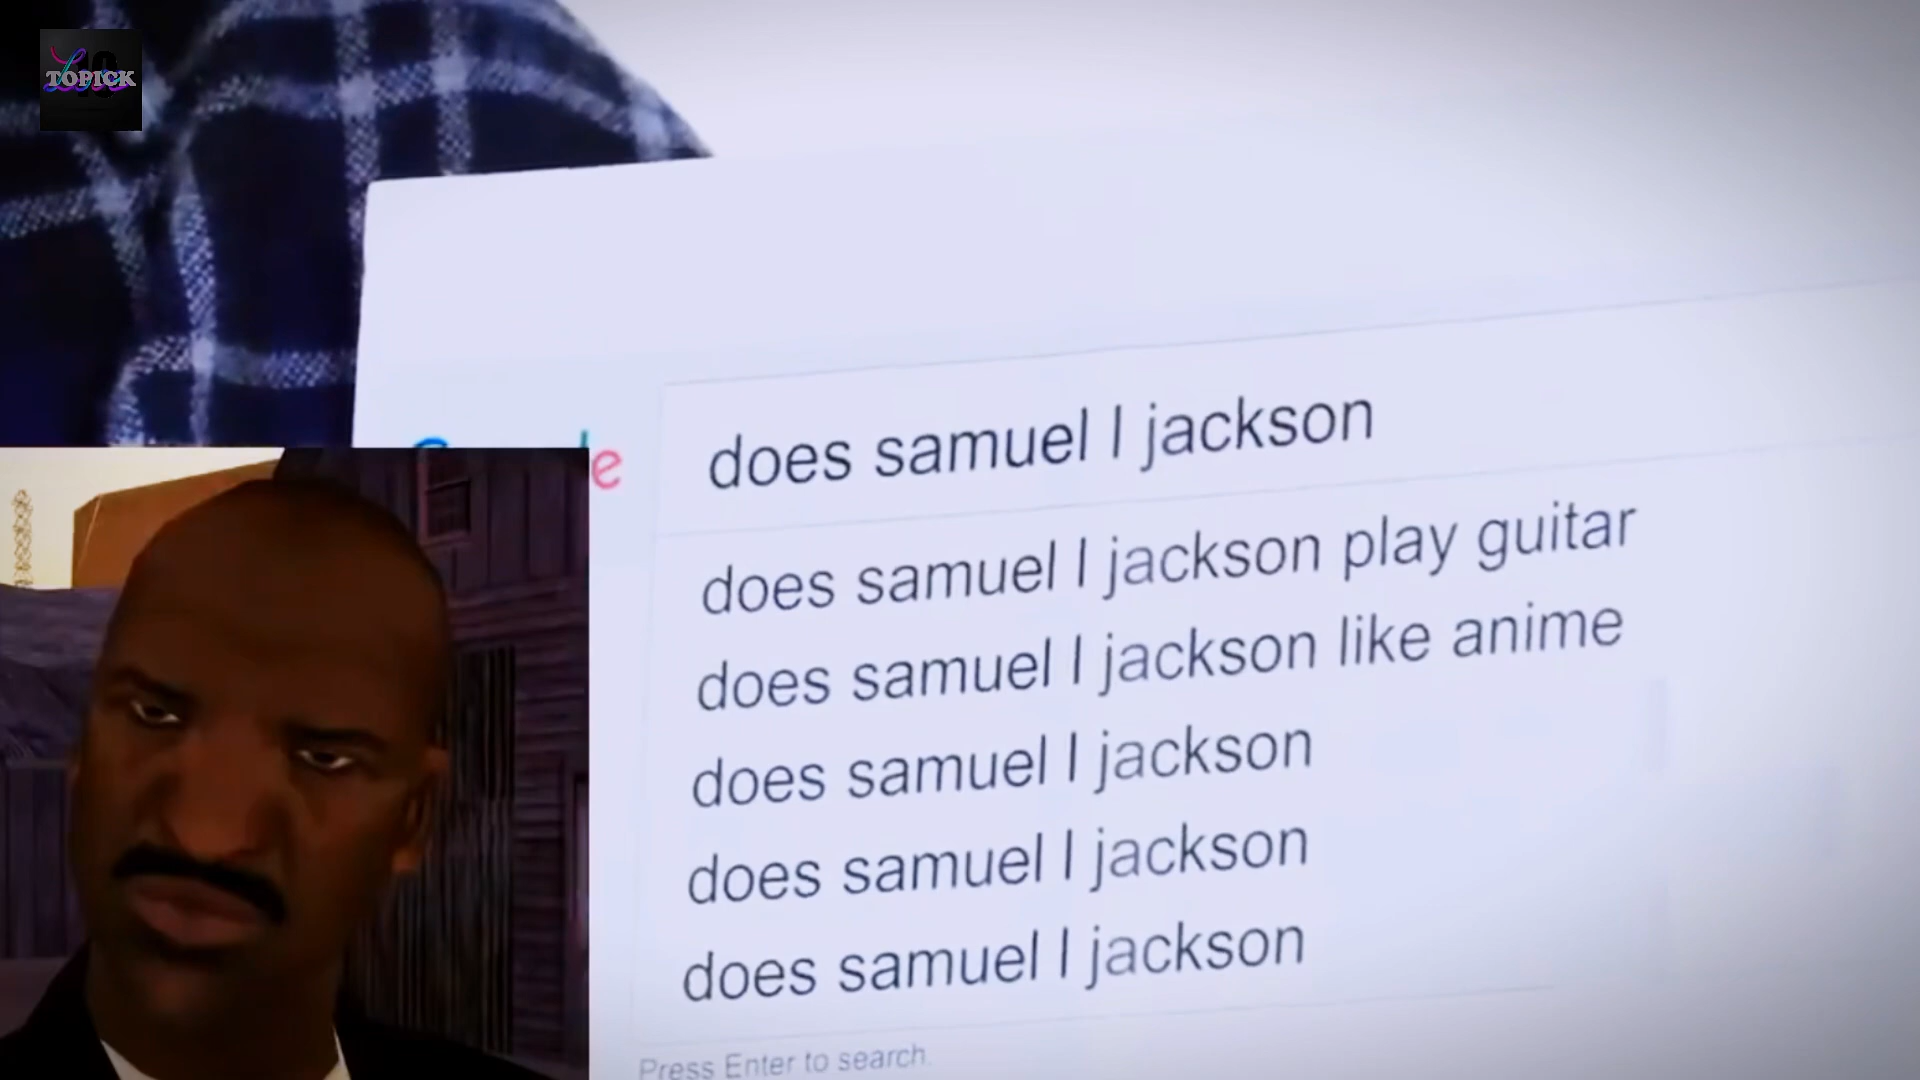 TOPICK
does samuel l jackson
does samuel l jackson play guitar
does samuel l jackson like anime
does samuel l jackson
does samuel l jackson
does samuel l jackson
Press Enter to search.